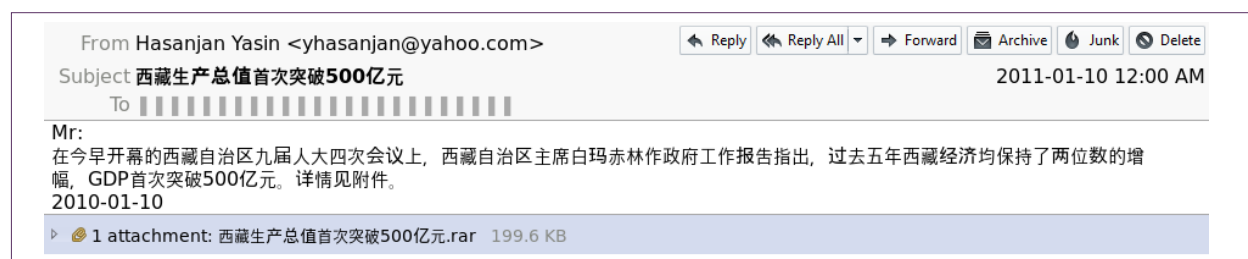 From Hasanjan Yasin <yhasanjan@yahoo.com> Reply Reply All Forward Archive Junk Delete
Subject 西藏生产总值首次突破500亿元 2011-01-10 12:00 AM
To
Mr:
在今早开幕的西藏自治区九届人大四次会议上，西藏自治区主席白玛赤林作政府工作报告指出，过去五年西藏经济均保持了两位数的增
幅，GDP首次突破500亿元。详情见附件。
2010-01-10
1 attachment: 西藏生产总值首次突破500亿元.rar 199.6 KB